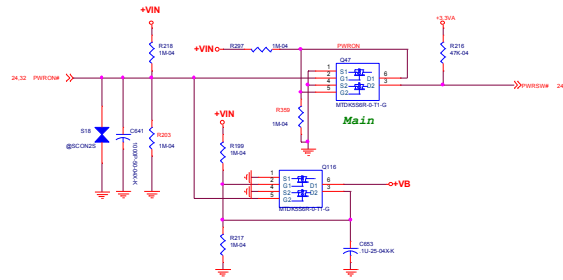 +VIN
+3.3VA
R218
1M-04
+VIN
R297
1M-04
PWRON
Q47
R216
47K-04
24,32 PWRON#
1 S1
2 G1
4 S2
5 G2
D1 6
D2 3
MTDK5S6R-0-T1-G
Main
PWRSW# 24
R359
1M-04
S18
@SCON2S
C641
1000P-50-04X-K
R203
1M-04
+VIN
R199
1M-04
Q116
1 S1
2 G1
4 S2
5 G2
D1 6
D2 3
MTDK5S6R-0-T1-G
+VB
R217
1M-04
C653
.1U-25-04X-K